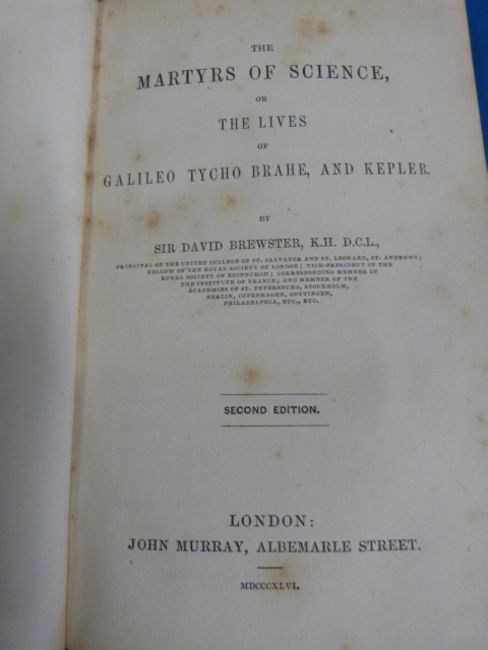 THE
MARTYRS OF SCIENCE,
OR
THE LIVES
OF
GALILEO TYCHO BRAHE, AND KEPLER.
BY
SIR DAVID BREWSTER, K.H. D.C.L.,
PRINCIPAL OF THE UNITED COLLEGE OF ST. SALVATOR AND ST. LEONARD, ST. ANDREWS;
FELLOW OF THE ROYAL SOCIETY OF LONDON; VICE-PRESIDENT OF THE
ROYAL SOCIETY OF EDINBURGH; CORRESPONDING MEMBER OF
THE INSTITUTE OF FRANCE; AND MEMBER OF THE
ACADEMIES OF ST. PETERSBURG, STOCKHOLM,
BERLIN, COPENHAGEN, GOTTINGEN,
PHILADELPHIA, ETC., ETC.
SECOND EDITION.
LONDON:
JOHN MURRAY, ALBEMARLE STREET.
MDCCCXLVI.